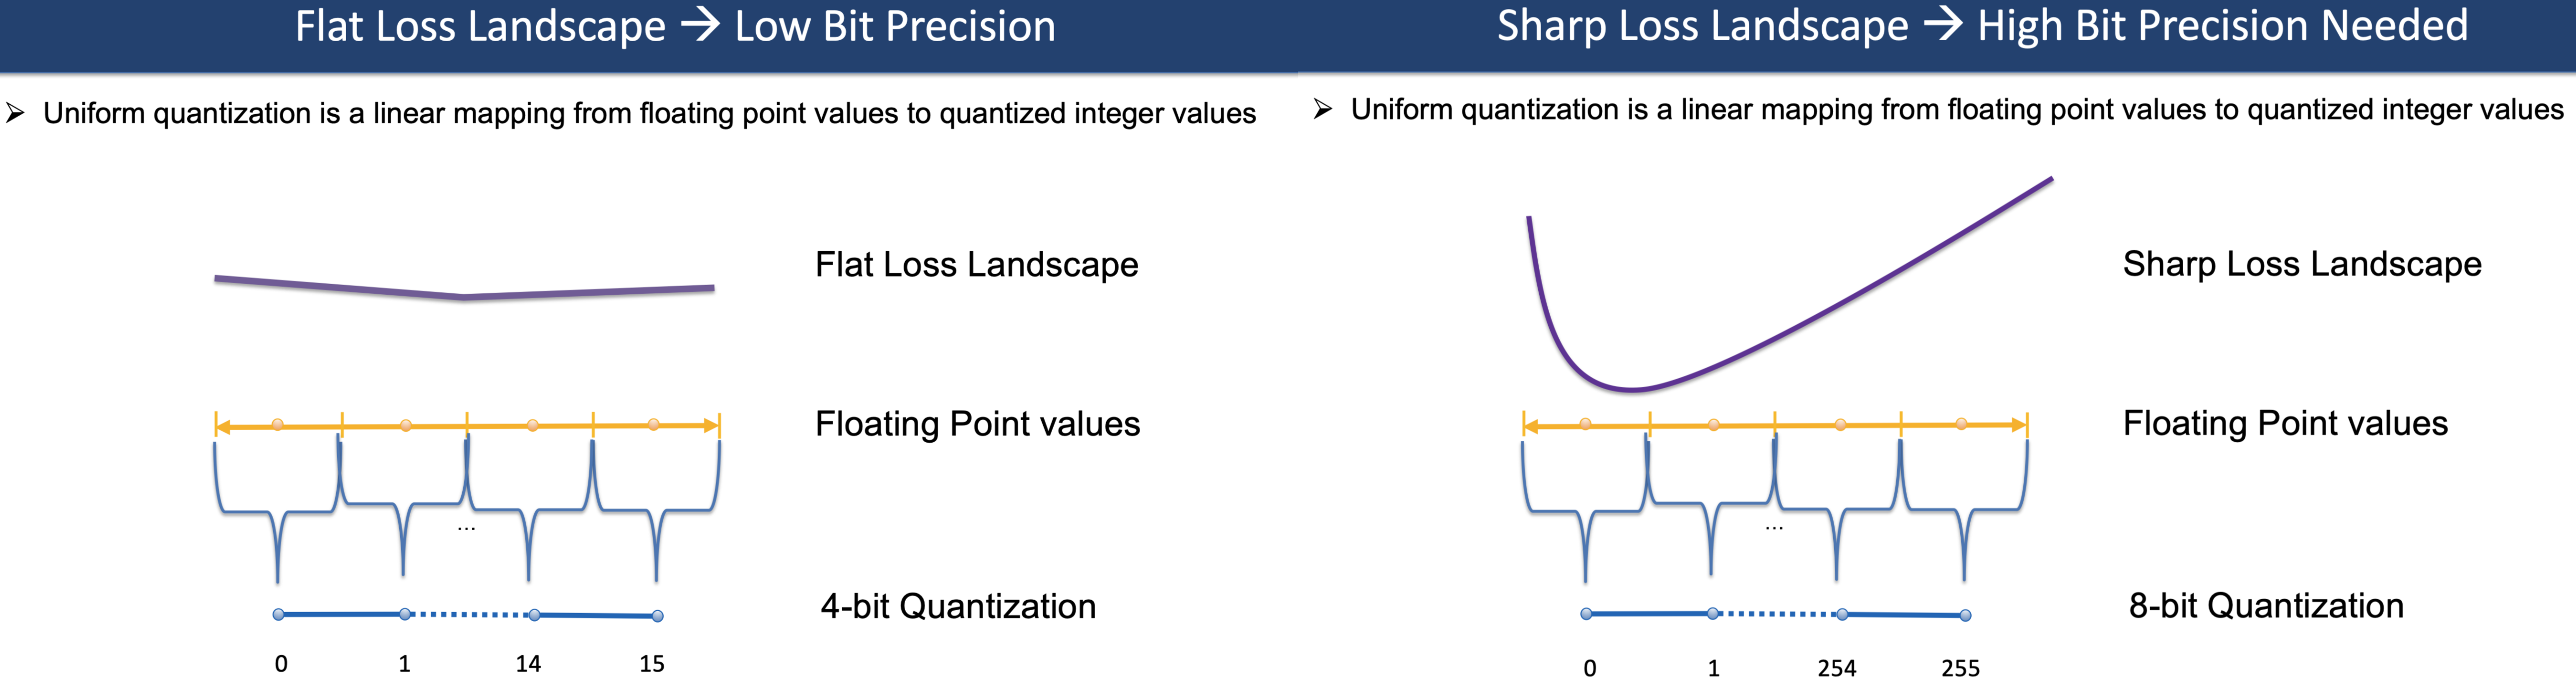 Flat Loss Landscape → Low Bit Precision
➢ Uniform quantization is a linear mapping from floating point values to quantized integer values
Flat Loss Landscape
Floating Point values
...
4-bit Quantization
0 1 14 15
Sharp Loss Landscape → High Bit Precision Needed
➢ Uniform quantization is a linear mapping from floating point values to quantized integer values
Sharp Loss Landscape
Floating Point values
...
8-bit Quantization
0 1 254 255